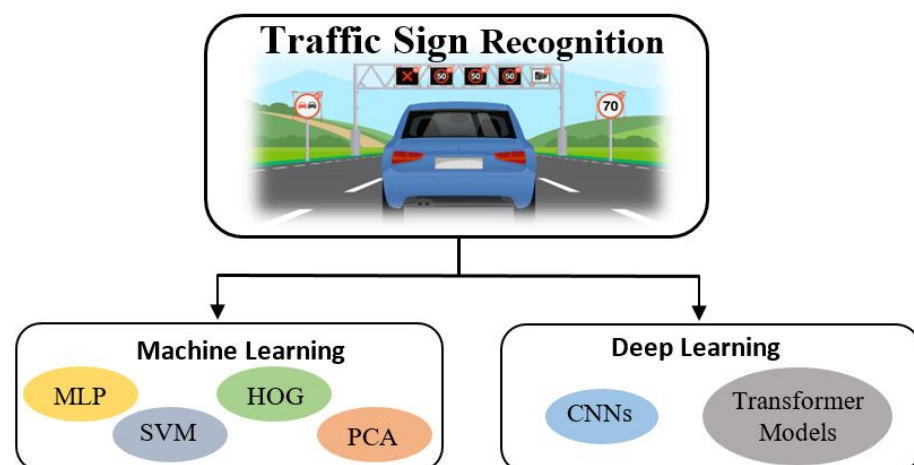 Traffic Sign Recognition
50
50
50
70
Machine Learning
MLP
HOG
SVM
PCA
Deep Learning
CNNs
Transformer
Models